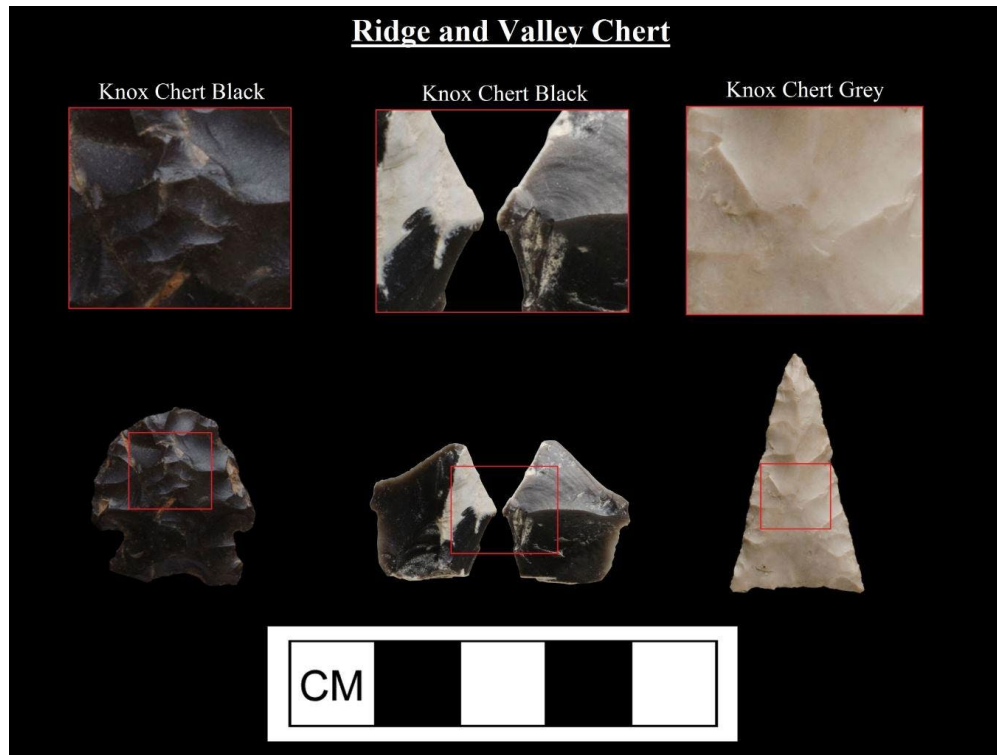 Ridge and Valley Chert
Knox Chert Black
Knox Chert Black
Knox Chert Grey
CM